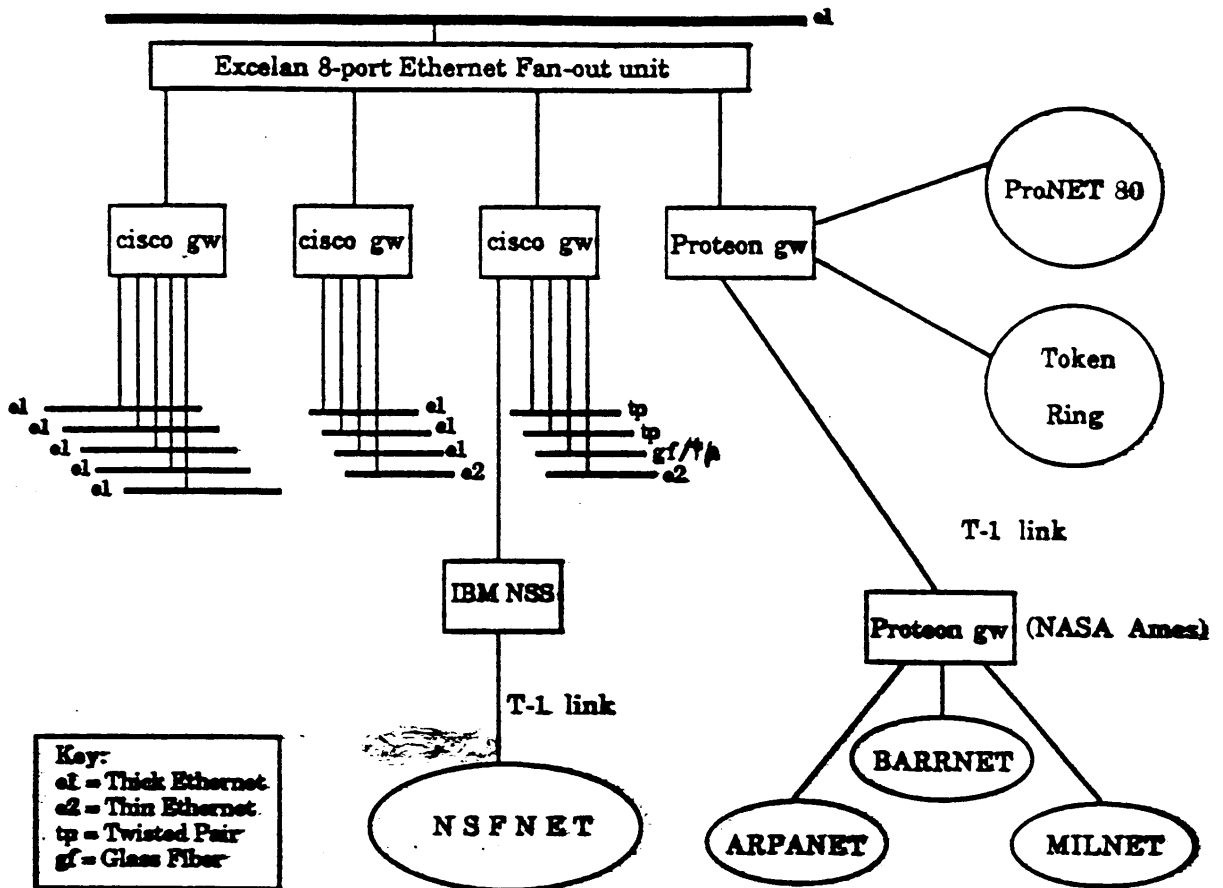 e1
Excelan 8-port Ethernet Fan-out unit
cisco gw
cisco gw
cisco gw
Proteon gw
ProNET 80
Token
Ring
e1
e1
e1
e1
e1
e1
e1
e1
e2
tp
tp
gf/tp
e2
T-1 link
IBM NSS
Proteon gw
(NASA Ames)
T-1 link
NSFNET
BARRNET
ARPANET
MILNET
Key:
e1 = Thick Ethernet
e2 = Thin Ethernet
tp = Twisted Pair
gf = Glass Fiber